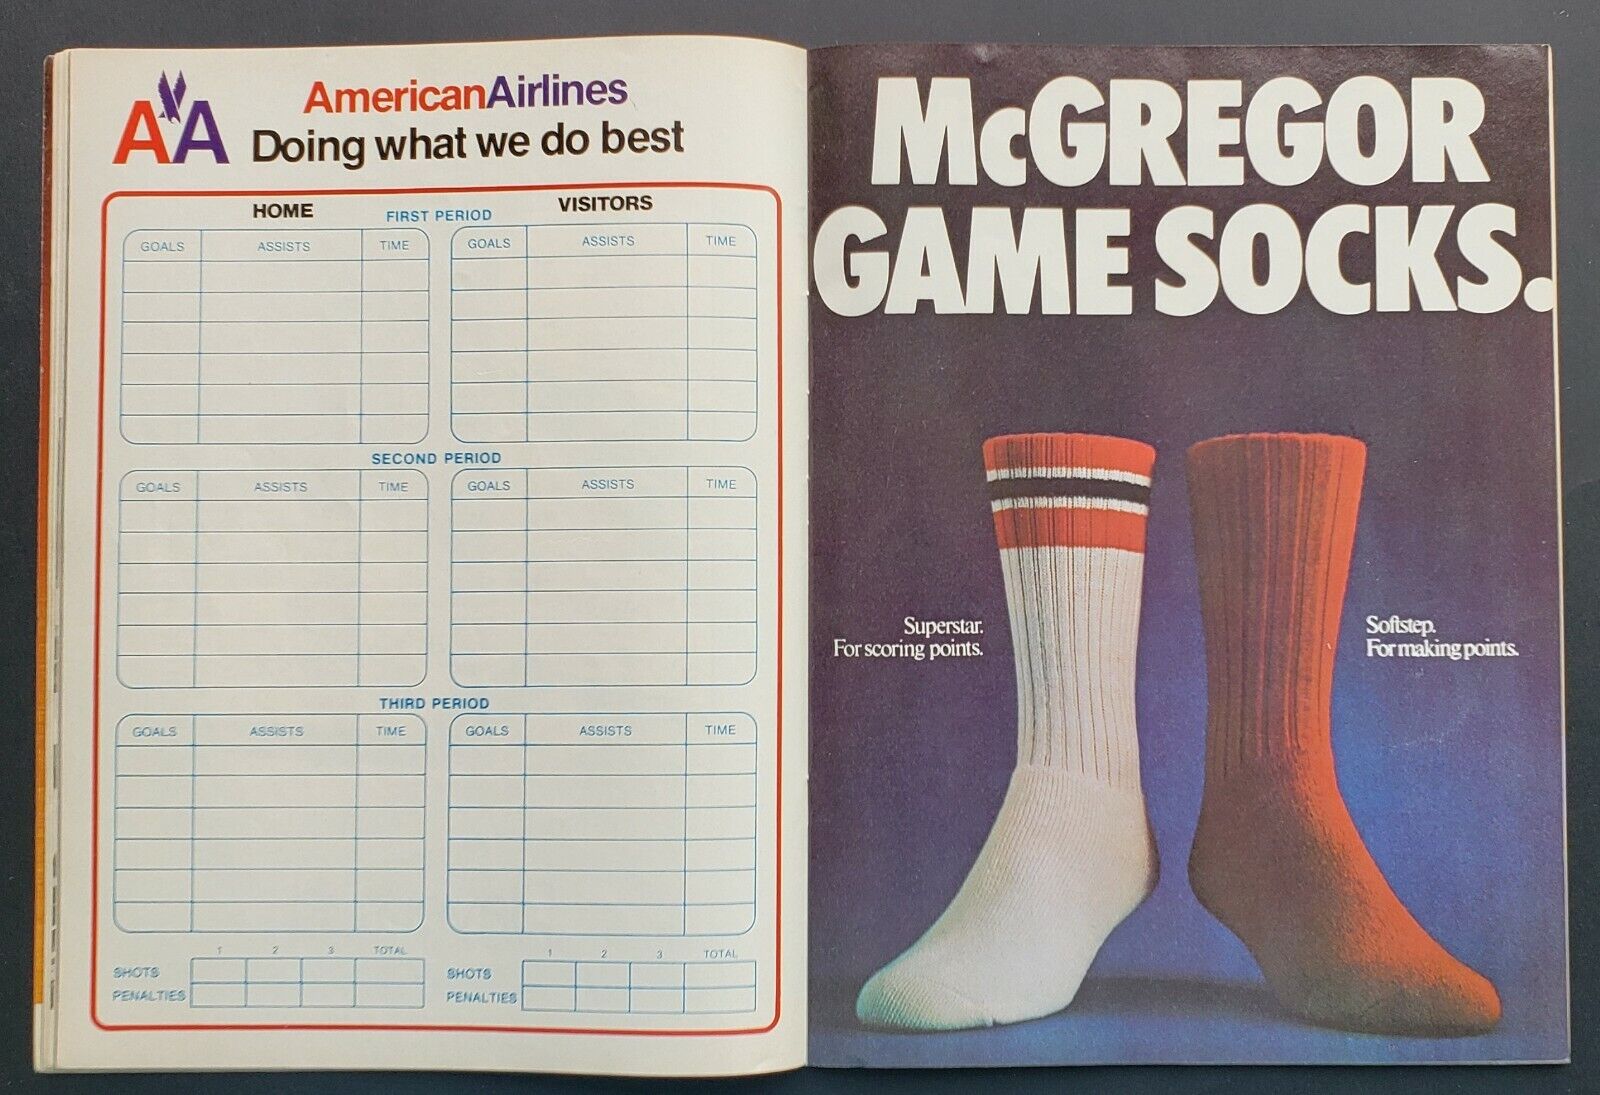 AA
AmericanAirlines
Doing what we do best
HOME
VISITORS
FIRST PERIOD
GOALS ASSISTS TIME
GOALS ASSISTS TIME
SECOND PERIOD
GOALS ASSISTS TIME
GOALS ASSISTS TIME
THIRD PERIOD
GOALS ASSISTS TIME
GOALS ASSISTS TIME
1 2 3 TOTAL
SHOTS
PENALTIES
1 2 3 TOTAL
SHOTS
PENALTIES
McGREGOR
GAME SOCKS.
Superstar.
For scoring points.
Softstep.
For making points.